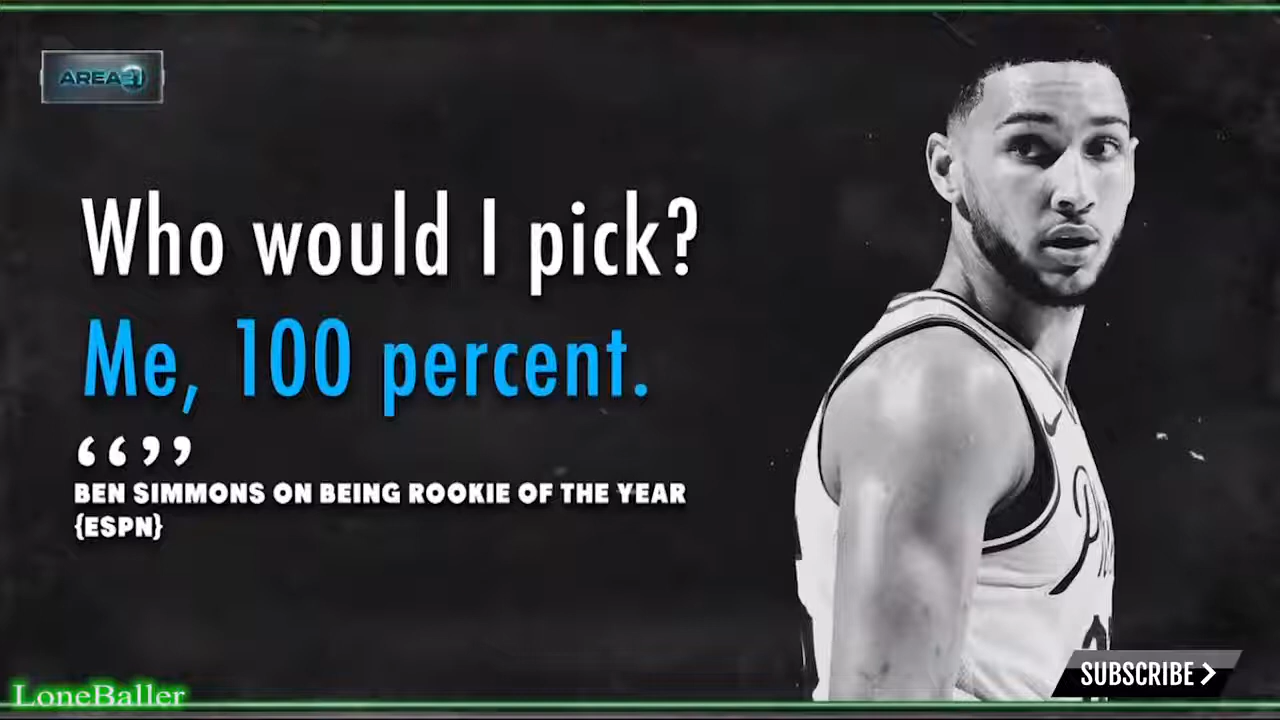 AREA 21
Who would I pick?
Me, 100 percent.
“ ”
BEN SIMMONS ON BEING ROOKIE OF THE YEAR
{ESPN}
SUBSCRIBE >
LoneBaller